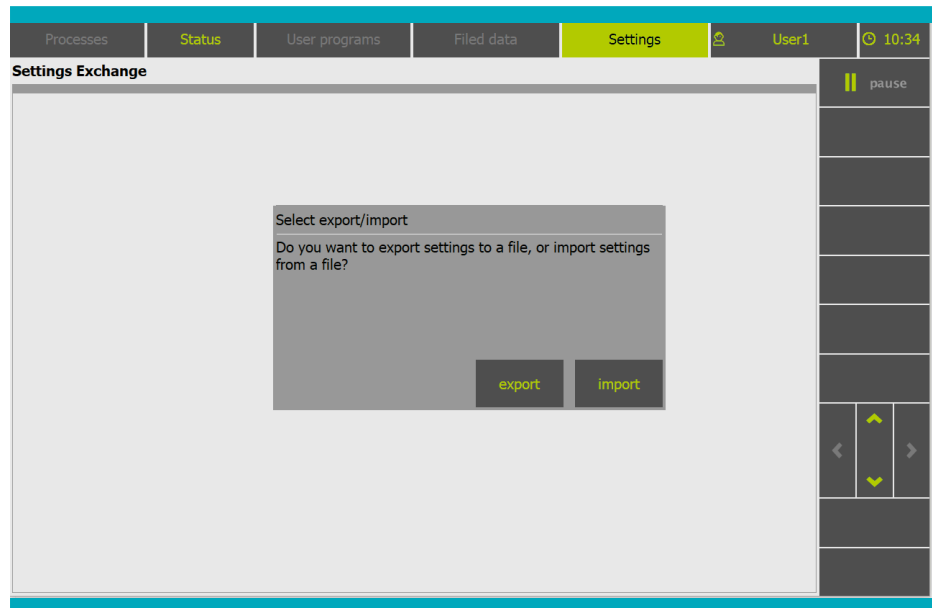 Processes Status User programs Filed data Settings User1 10:34
Settings Exchange
pause
Select export/import
Do you want to export settings to a file, or import settings
from a file?
export import